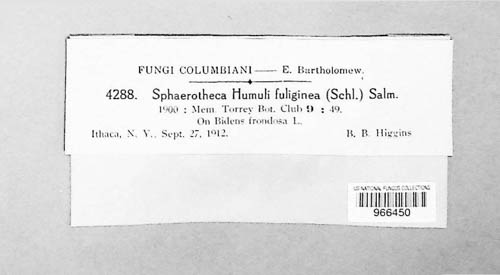 FUNGI COLUMBIANI — E. Bartholomew.
4288. Sphaerotheca Humuli fuliginea (Schl.) Salm.
1900 : Mem. Torrey Bot. Club 9 : 49.
On Bidens frondosa L.
Ithaca, N. Y., Sept. 27, 1912. B. B. Higgins
US NATIONAL FUNGUS COLLECTIONS
966450